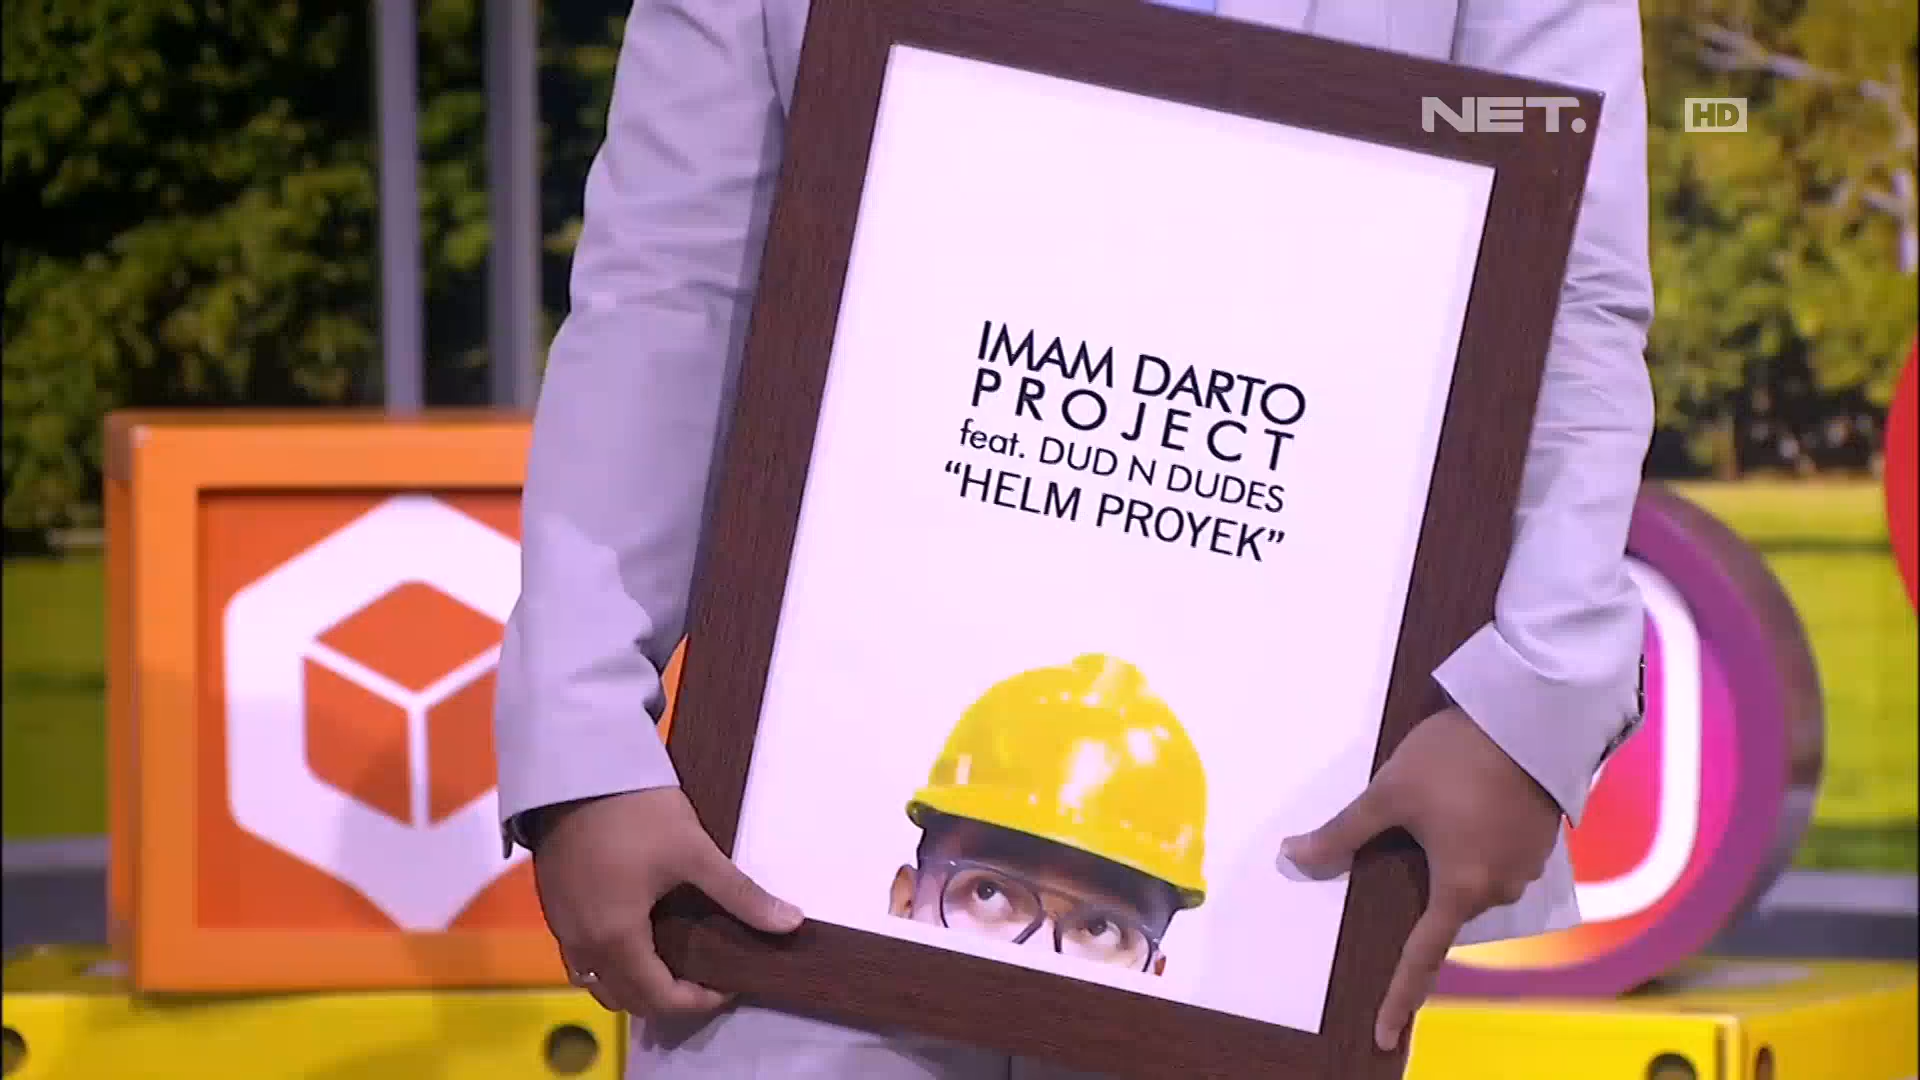 NET.
HD
IMAM DARTO
PROJECT
feat. DUD N DUDES
“HELM PROYEK”